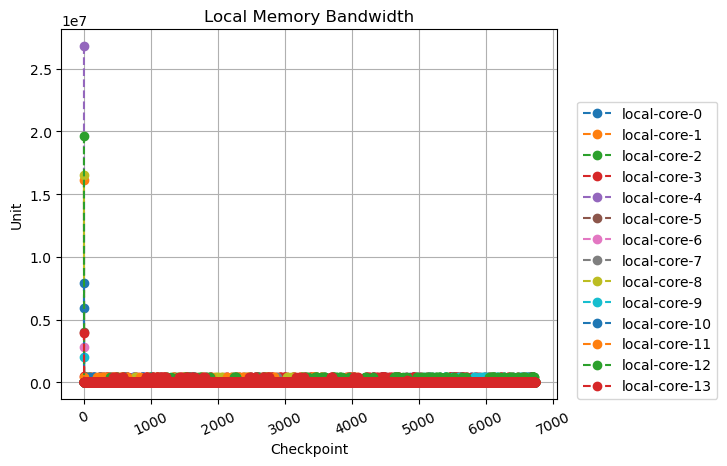 Local Memory Bandwidth
1e7
2.5
2.0
1.5
1.0
0.5
0.0
Unit
0 1000 2000 3000 4000 5000 6000 7000
Checkpoint
local-core-0
local-core-1
local-core-2
local-core-3
local-core-4
local-core-5
local-core-6
local-core-7
local-core-8
local-core-9
local-core-10
local-core-11
local-core-12
local-core-13